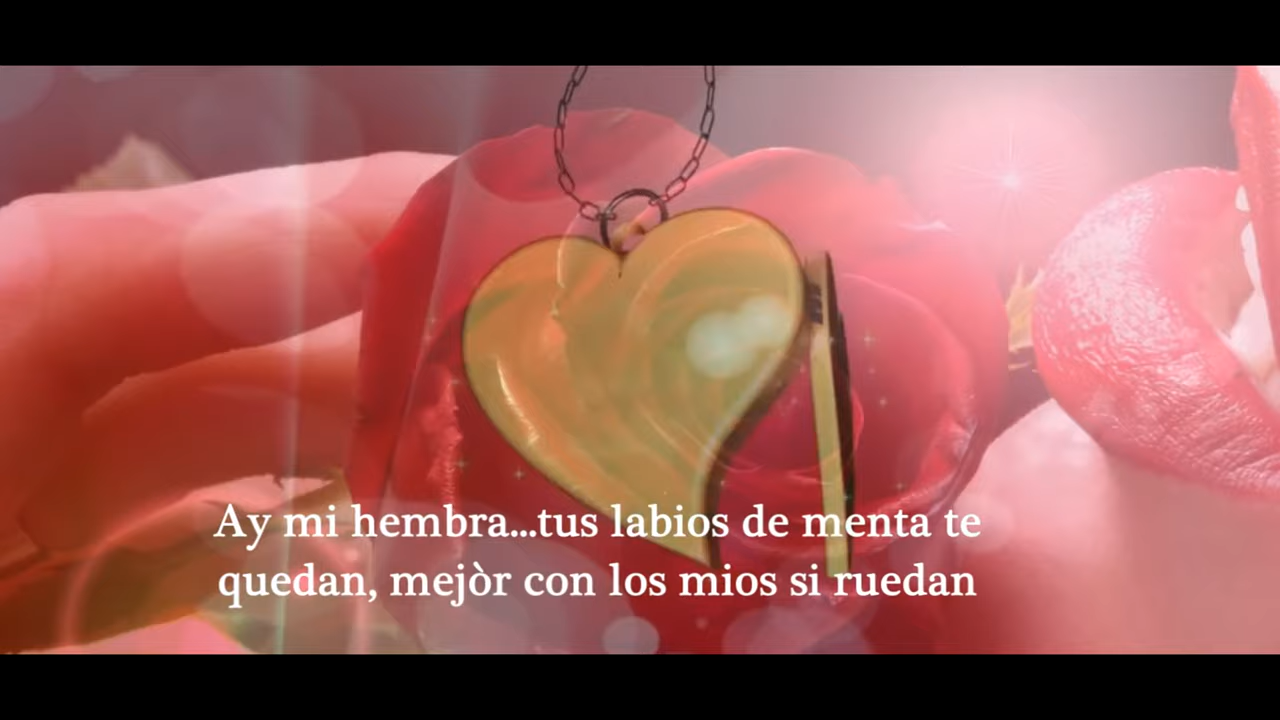 Ay mi hembra...tus labios de menta te
quedan, mejòr con los mios si ruedan